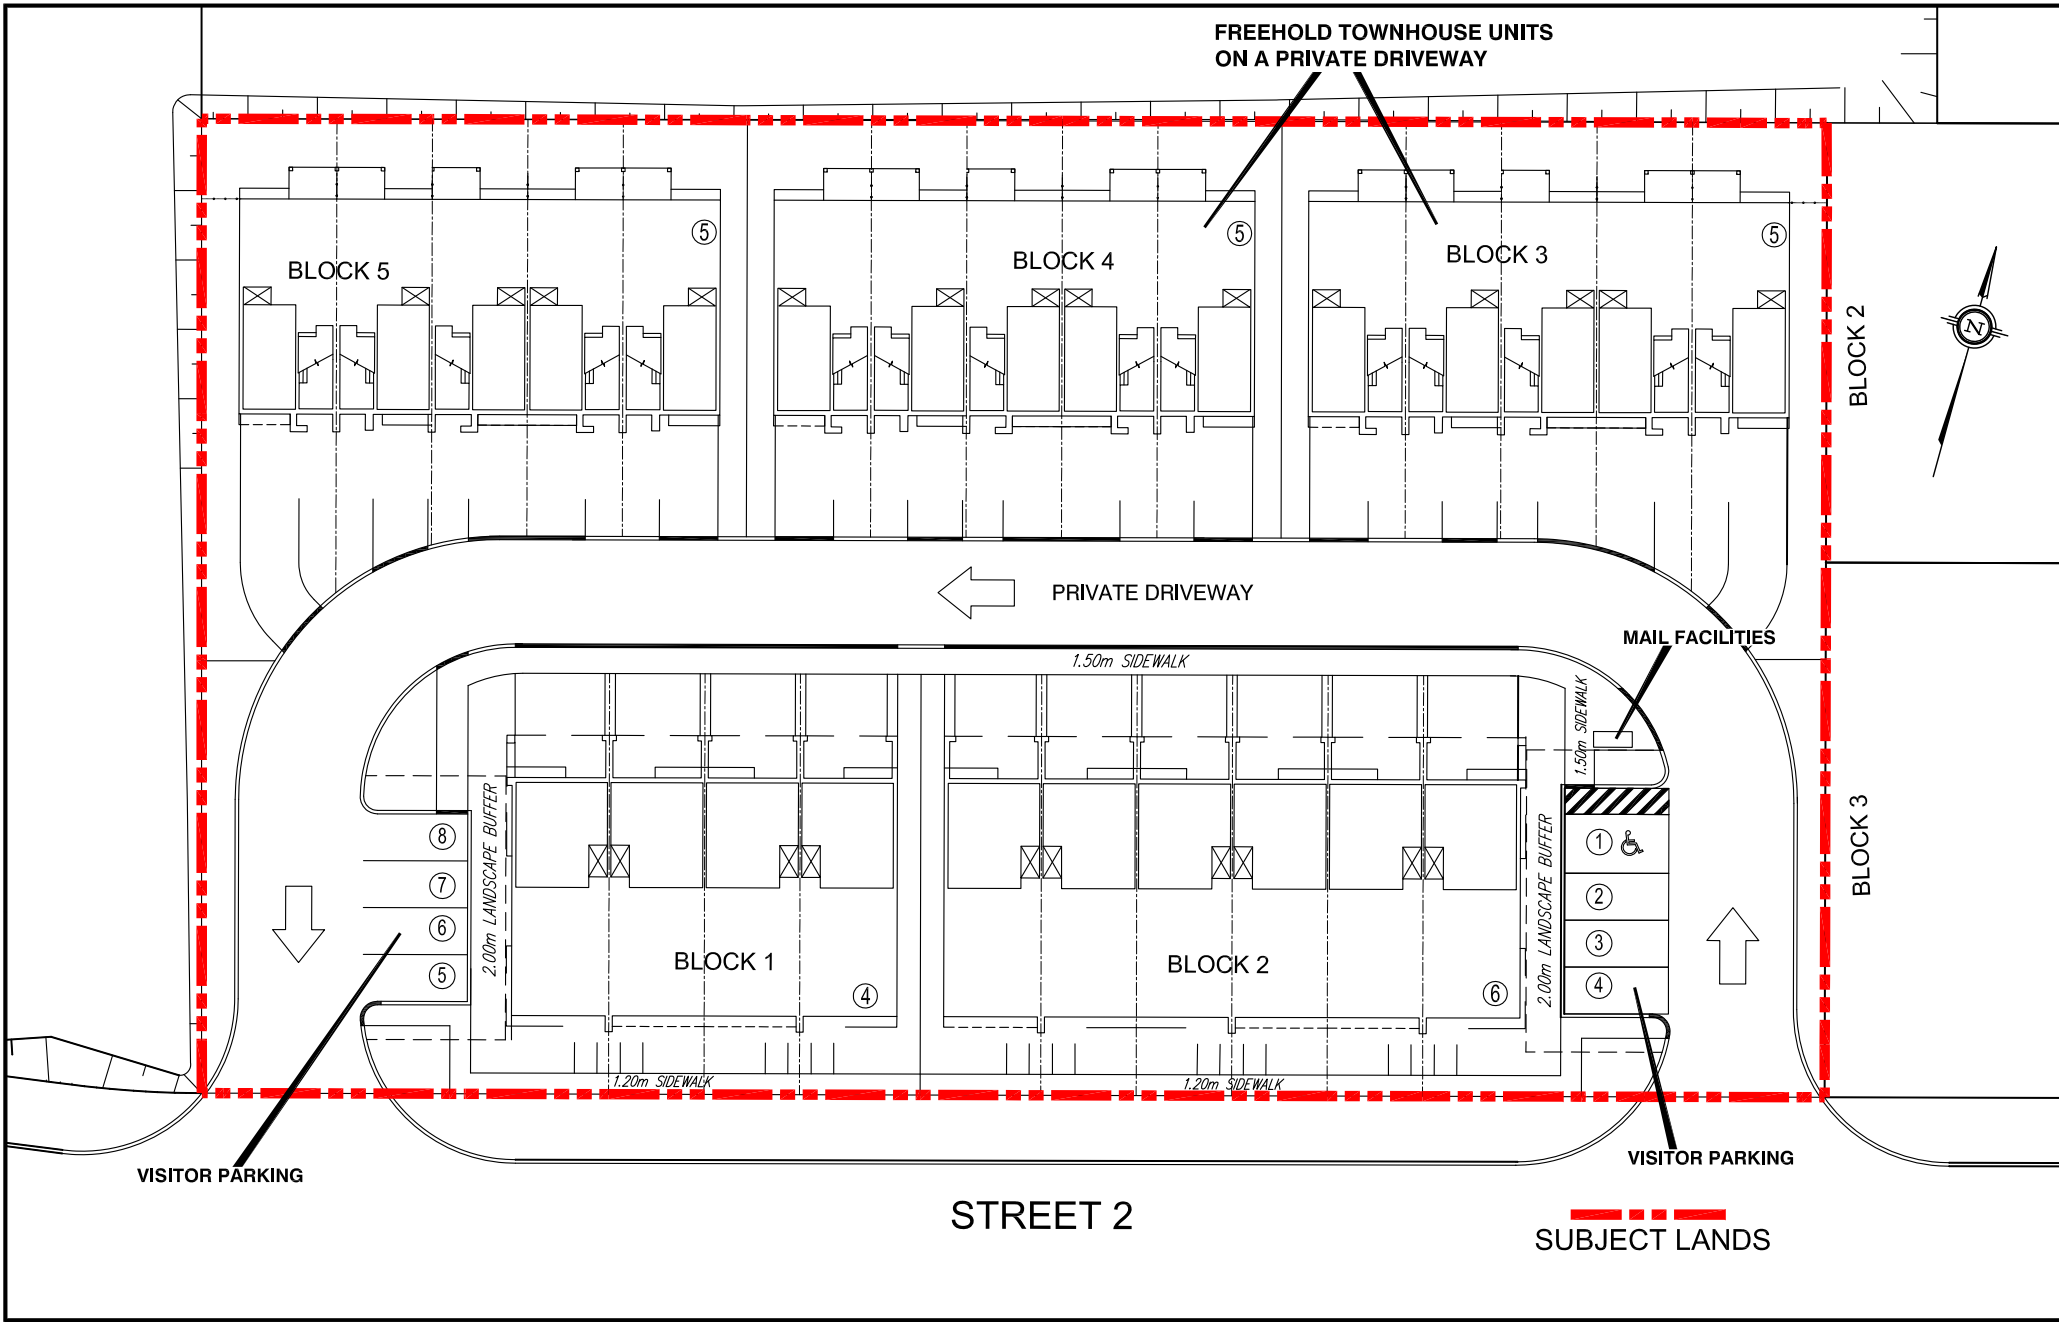 FREEHOLD TOWNHOUSE UNITS
ON A PRIVATE DRIVEWAY
5
5
5
BLOCK 5
BLOCK 4
BLOCK 3
BLOCK 2
N
PRIVATE DRIVEWAY
MAIL FACILITIES
1.50m SIDEWALK
1.50m SIDEWALK
2.00m LANDSCAPE BUFFER
8
7
6
5
BLOCK 1
4
BLOCK 2
6
2.00m LANDSCAPE BUFFER
1
2
3
4
BLOCK 3
1.20m SIDEWALK
1.20m SIDEWALK
VISITOR PARKING
VISITOR PARKING
STREET 2
SUBJECT LANDS